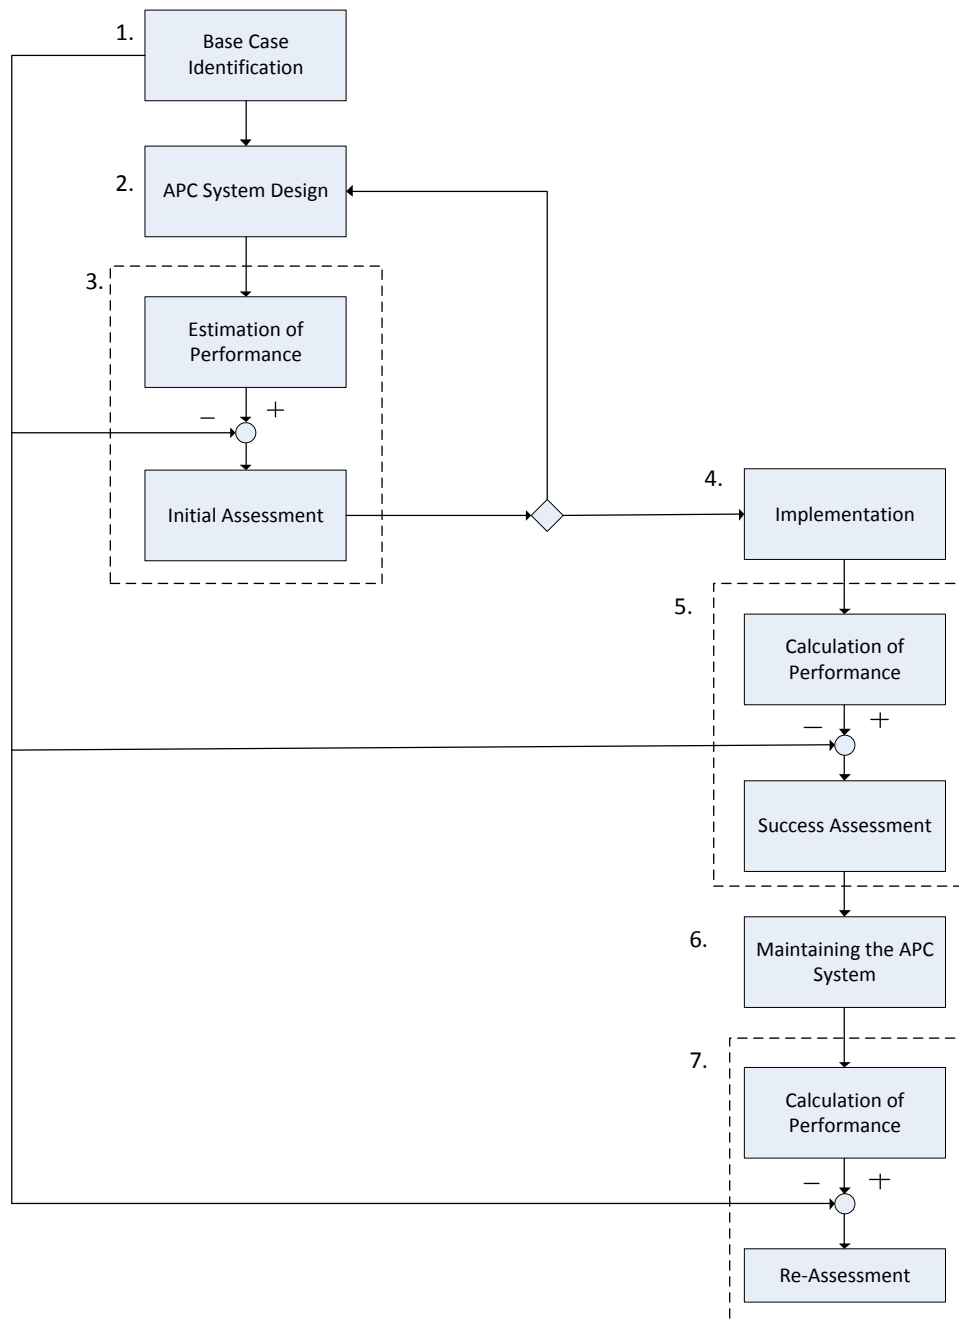 1.
Base Case
Identification
2.
APC System Design
3.
Estimation of
Performance
− +
Initial Assessment
4.
Implementation
5.
Calculation of
Performance
− +
Success Assessment
6.
Maintaining the APC
System
7.
Calculation of
Performance
− +
Re-Assessment